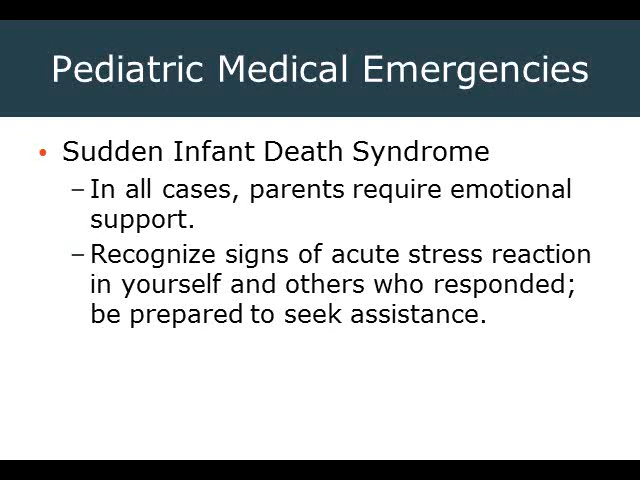 Pediatric Medical Emergencies
• Sudden Infant Death Syndrome
– In all cases, parents require emotional
support.
– Recognize signs of acute stress reaction
in yourself and others who responded;
be prepared to seek assistance.